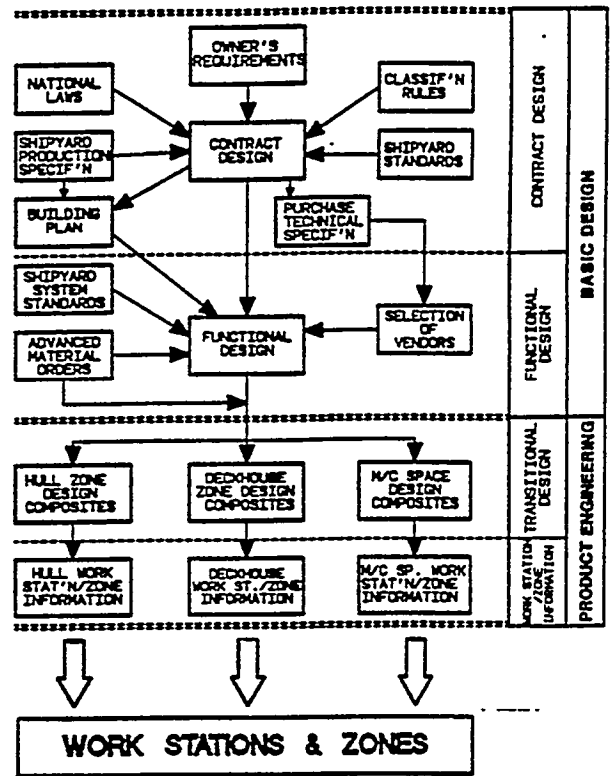 OWNER'S
REQUIREMENTS
NATIONAL
LAWS
CLASSIF'N
RULES
SHIPYARD
PRODUCTION
SPECIF'N
CONTRACT
DESIGN
SHIPYARD
STANDARDS
BUILDING
PLAN
PURCHASE
TECHNICAL
SPECIF'N
SHIPYARD
SYSTEM
STANDARDS
ADVANCED
MATERIAL
ORDERS
FUNCTIONAL
DESIGN
SELECTION
OF
VENDORS
HULL ZONE
DESIGN
COMPOSITES
DECKHOUSE
ZONE DESIGN
COMPOSITES
M/C SPACE
DESIGN
COMPOSITES
HULL WORK
STAT'N/ZONE
INFORMATION
DECKHOUSE
WORK ST./ZONE
INFORMATION
M/C SP. WORK
STAT'N/ZONE
INFORMATION
CONTRACT DESIGN
FUNCTIONAL
DESIGN
BASIC DESIGN
TRANSITIONAL
DESIGN
WORK STATION
/ZONE
INFORMATION
PRODUCT ENGINEERING
WORK STATIONS & ZONES